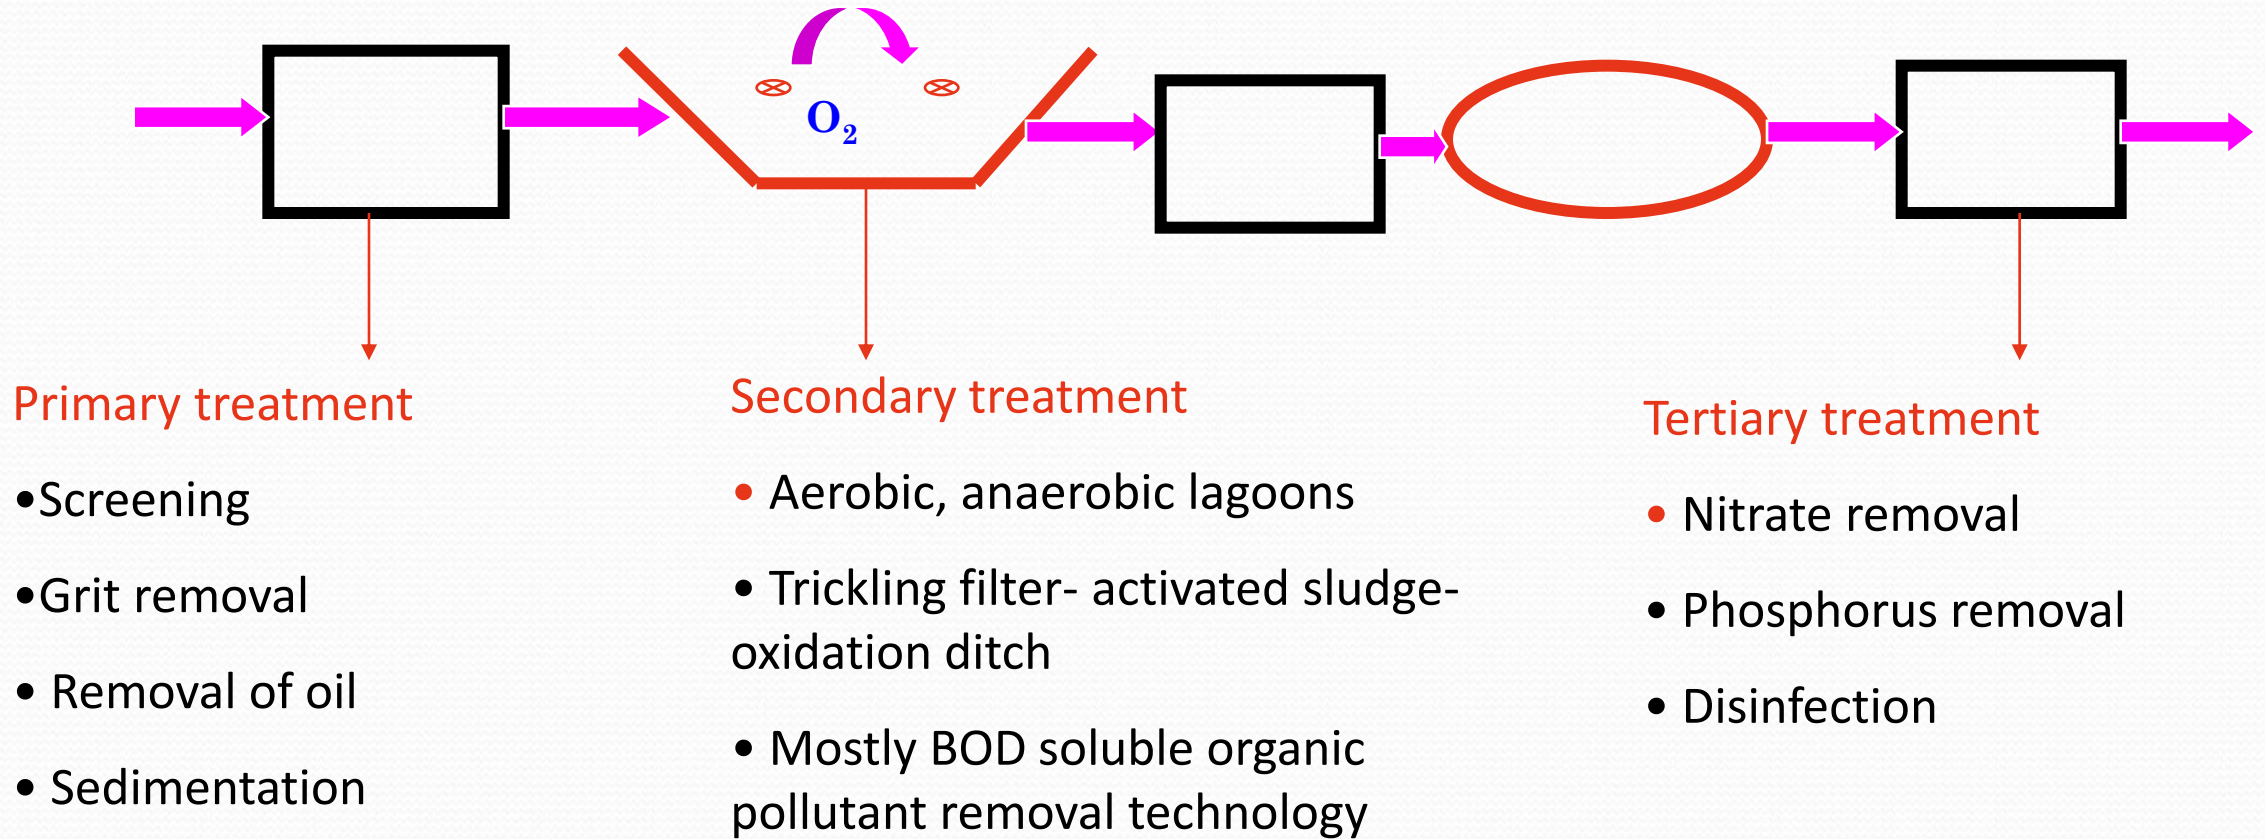 O₂
Primary treatment
•Screening
•Grit removal
• Removal of oil
• Sedimentation
Secondary treatment
• Aerobic, anaerobic lagoons
• Trickling filter- activated sludge-
oxidation ditch
• Mostly BOD soluble organic
pollutant removal technology
Tertiary treatment
• Nitrate removal
• Phosphorus removal
• Disinfection